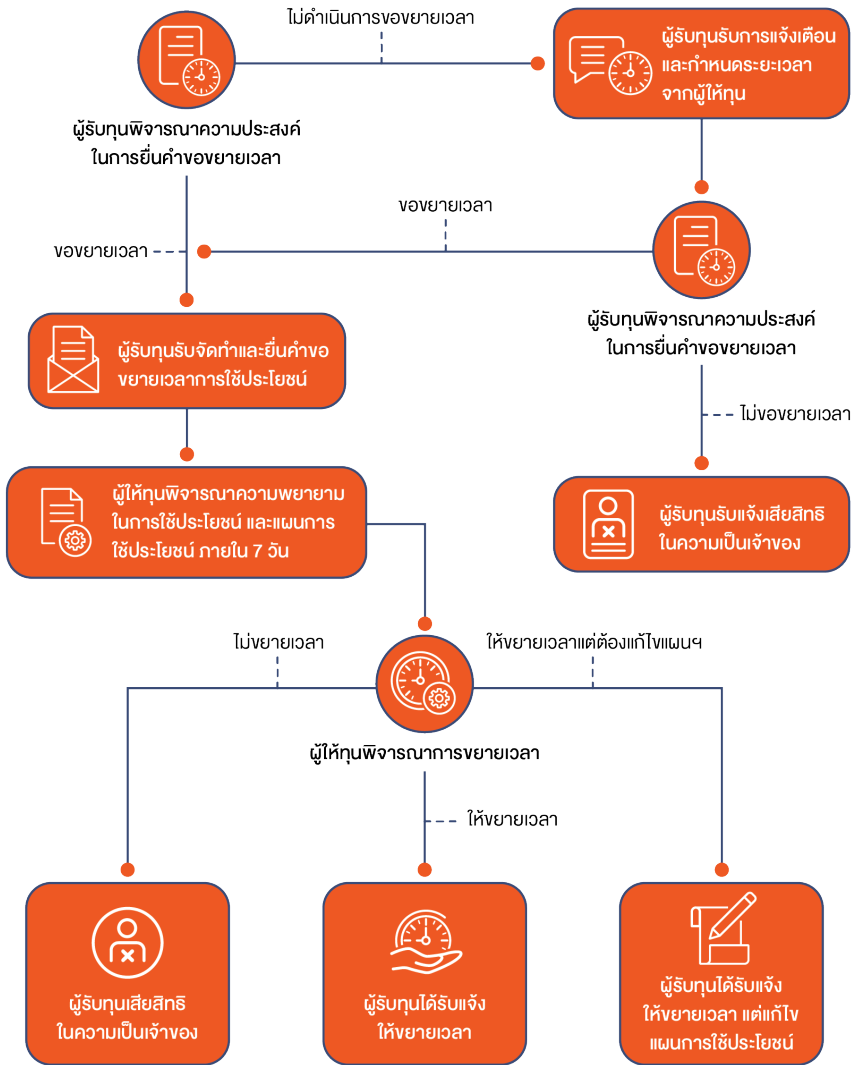 ไม่ดำเนินการขอขยายเวลา
ผู้รับทุนรับการแจ้งเตือน
และกำหนดระยะเวลา
จากผู้ให้ทุน
ผู้รับทุนพิจารณาความประสงค์
ในการยื่นคำขอขยายเวลา
ขอขยายเวลา
ขอขยายเวลา
ผู้รับทุนพิจารณาความประสงค์
ในการยื่นคำขอขยายเวลา
ผู้รับทุนรับจัดทำและยื่นคำขอ
ขยายเวลาการใช้ประโยชน์
ไม่ขอขยายเวลา
ผู้ให้ทุนพิจารณาความพยายาม
ในการใช้ประโยชน์ และแผนการ
ใช้ประโยชน์ ภายใน 7 วัน
ผู้รับทุนรับแจ้งเสียสิทธิ
ในความเป็นเจ้าของ
ไม่ขยายเวลา
ให้ขยายเวลาแต่ต้องแก้ไขแผนฯ
ผู้ให้ทุนพิจารณาการขยายเวลา
ให้ขยายเวลา
ผู้รับทุนเสียสิทธิ
ในความเป็นเจ้าของ
ผู้รับทุนได้รับแจ้ง
ให้ขยายเวลา
ผู้รับทุนได้รับแจ้ง
ให้ขยายเวลา แต่แก้ไข
แผนการใช้ประโยชน์